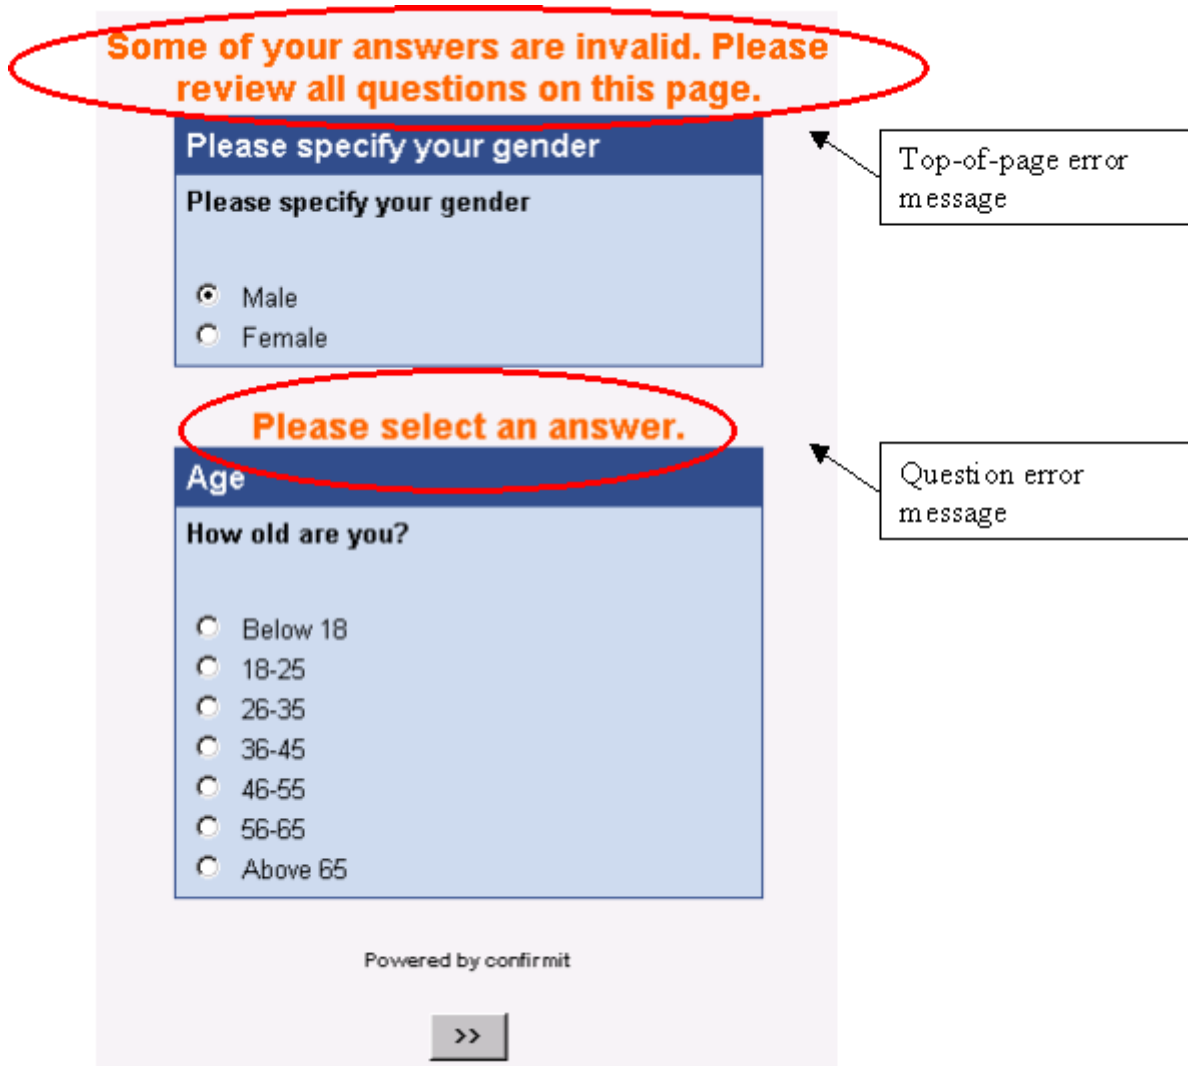 Some of your answers are invalid. Please
review all questions on this page.
Please specify your gender
Please specify your gender
Male
Female
Top-of-page error
message
Please select an answer.
Age
How old are you?
Question error
message
Below 18
18-25
26-35
36-45
46-55
56-65
Above 65
Powered by confirmit
>>